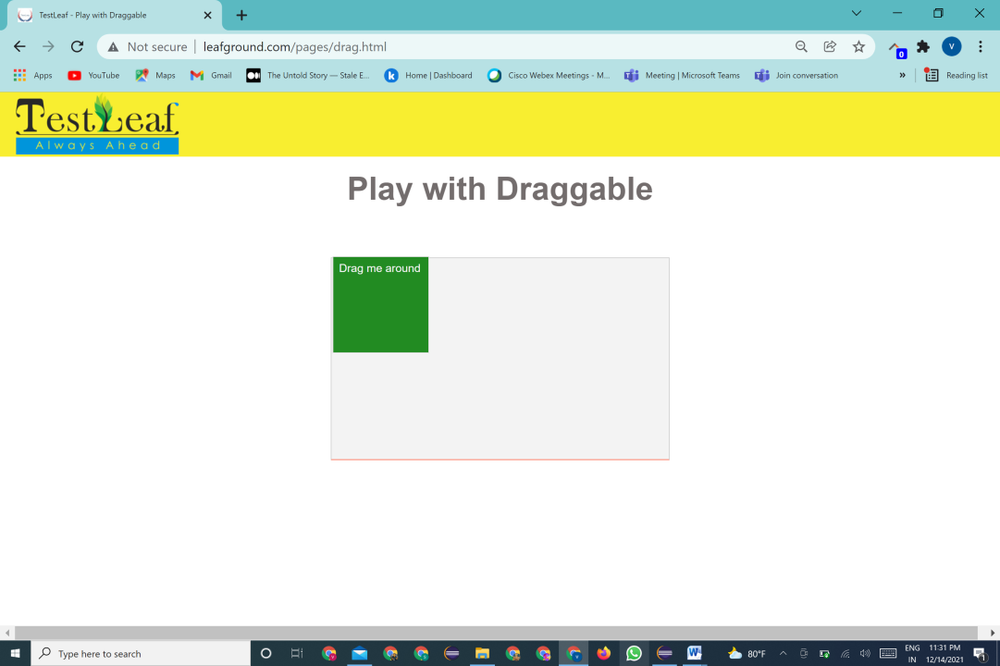 TestLeaf - Play with Draggable
Not secure | leafground.com/pages/drag.html
0
V
Apps
YouTube
Maps
Gmail
The Untold Story — Stale E...
k
Home | Dashboard
Cisco Webex Meetings - M...
Meeting | Microsoft Teams
Join conversation
»
Reading list
TestLeaf
Always Ahead
Play with Draggable
Drag me around
Type here to search
W
80°F
ENG
IN
11:31 PM
12/14/2021
1